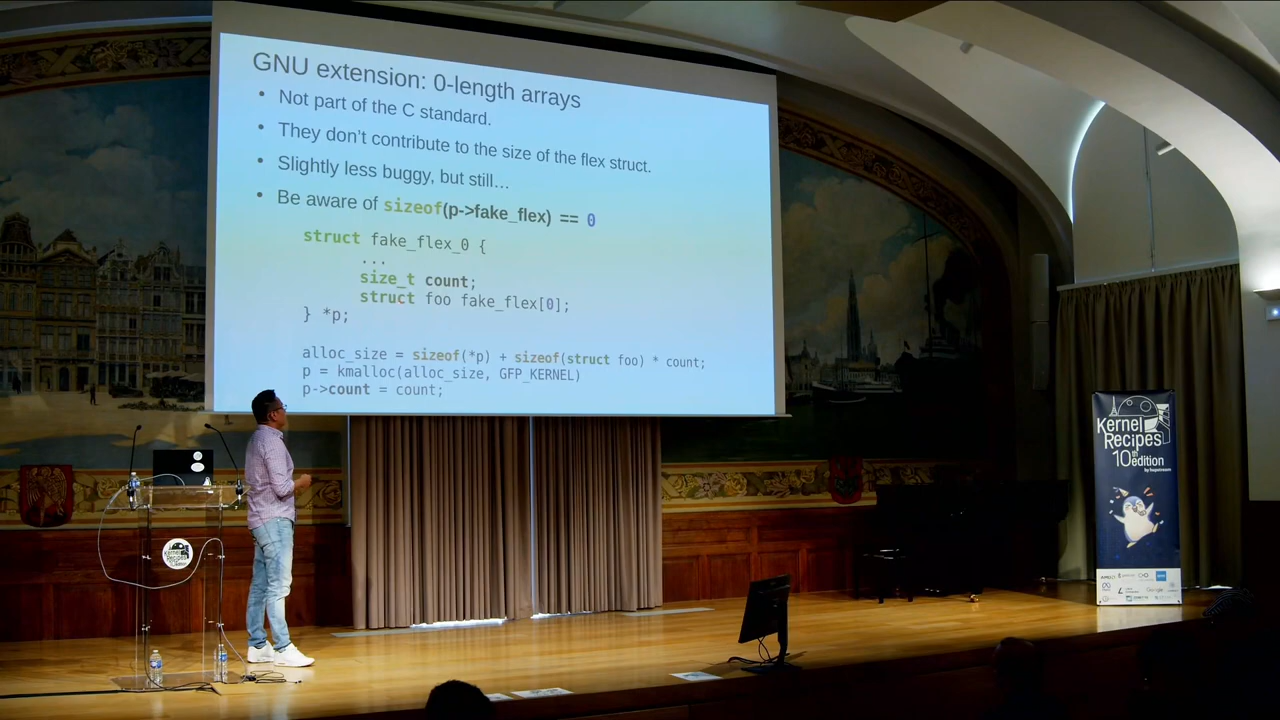 GNU extension: 0-length arrays
• Not part of the C standard.
• They don't contribute to the size of the flex struct.
• Slightly less buggy, but still…
• Be aware of sizeof(p->fake_flex) == 0
struct fake_flex_0 {
...
size_t count;
struct foo fake_flex[0];
} *p;
alloc_size = sizeof(*p) + sizeof(struct foo) * count;
p = kmalloc(alloc_size, GFP_KERNEL)
p->count = count;
Kernel
Recipes
10th edition
Kernel
Recipes